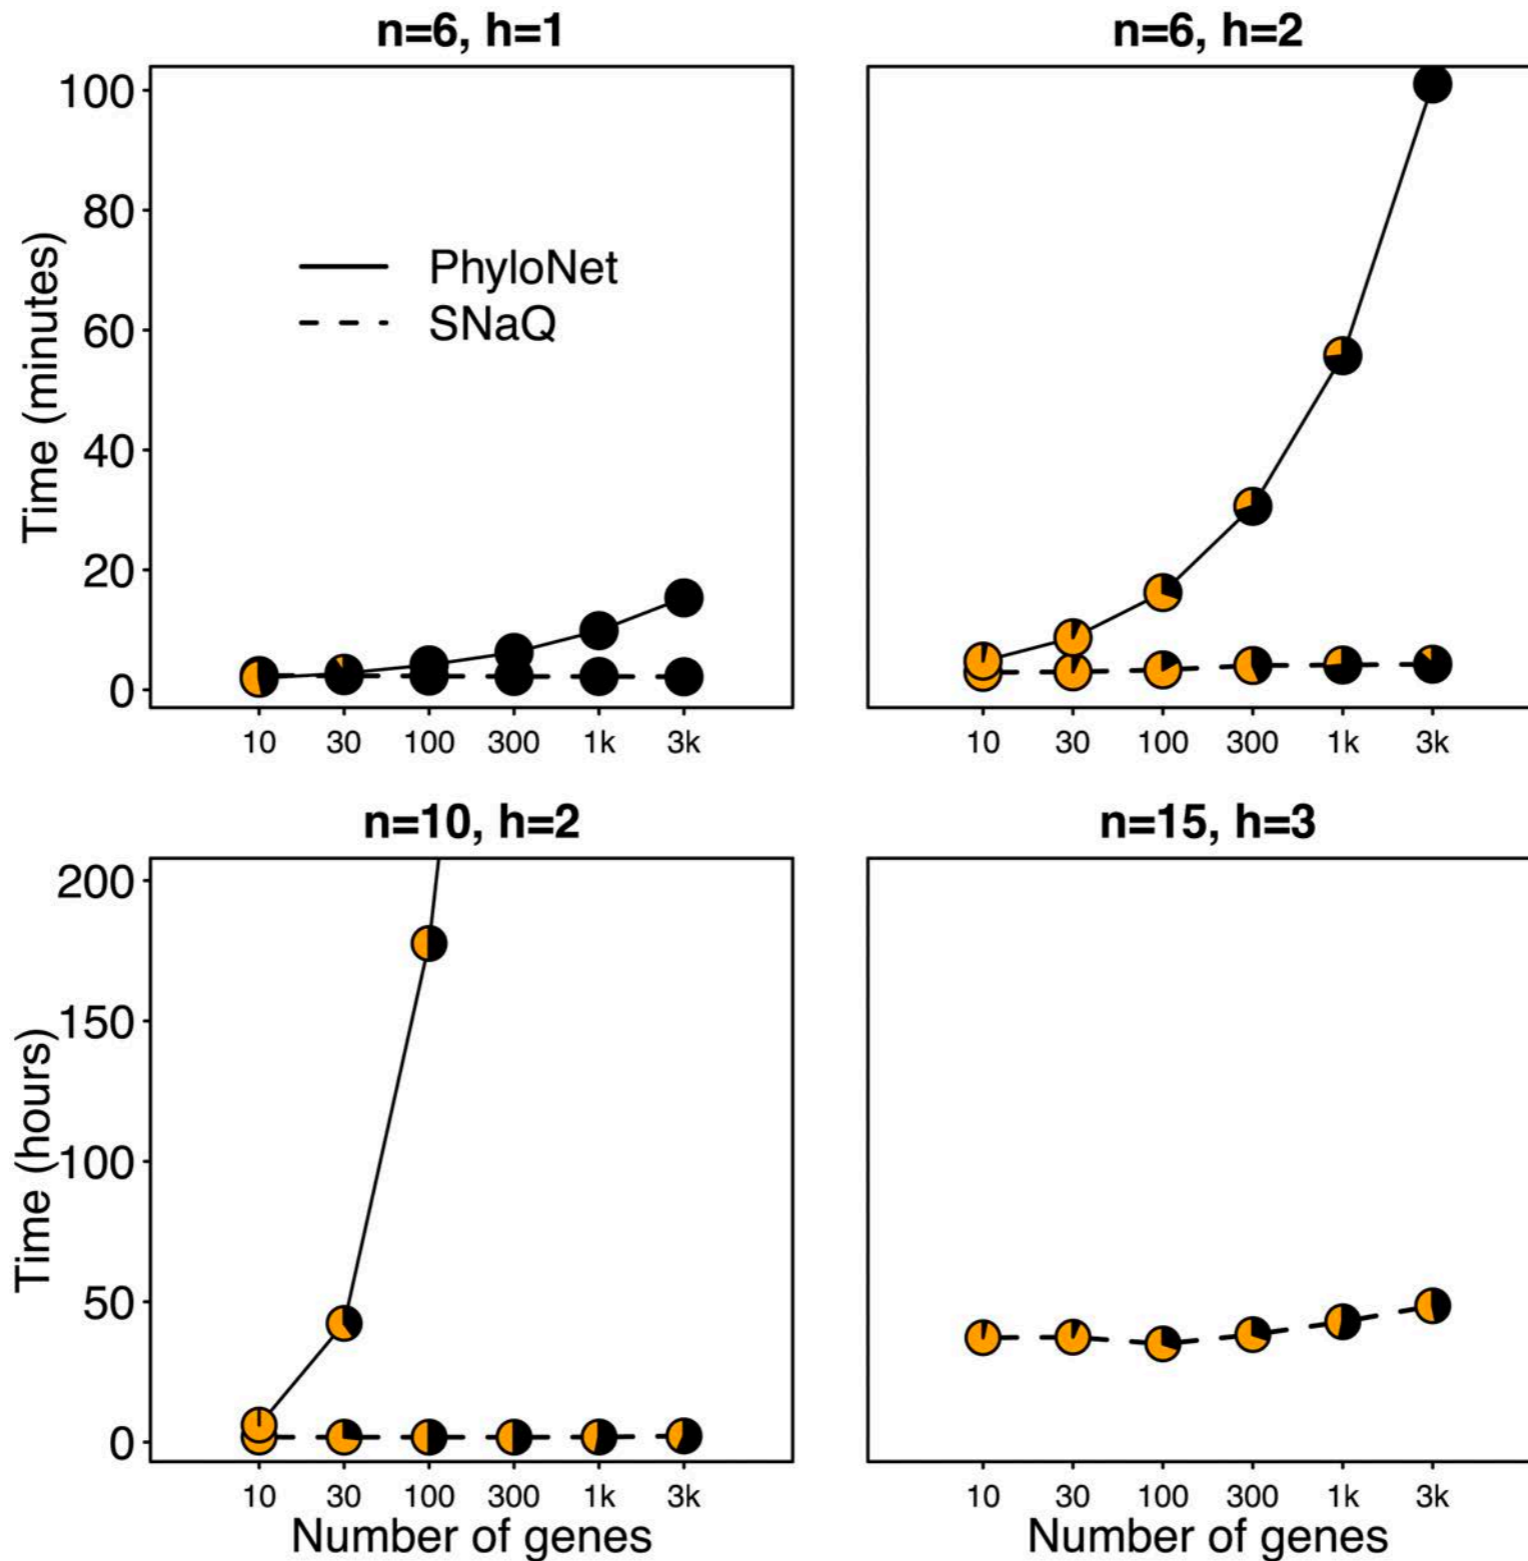 n=6, h=1
n=6, h=2
Time (minutes)
100
80
60
40
20
0
PhyloNet
SNaQ
10 30 100 300 1k 3k
10 30 100 300 1k 3k
n=10, h=2
n=15, h=3
Time (hours)
200
150
100
50
0
10 30 100 300 1k 3k
10 30 100 300 1k 3k
Number of genes
Number of genes